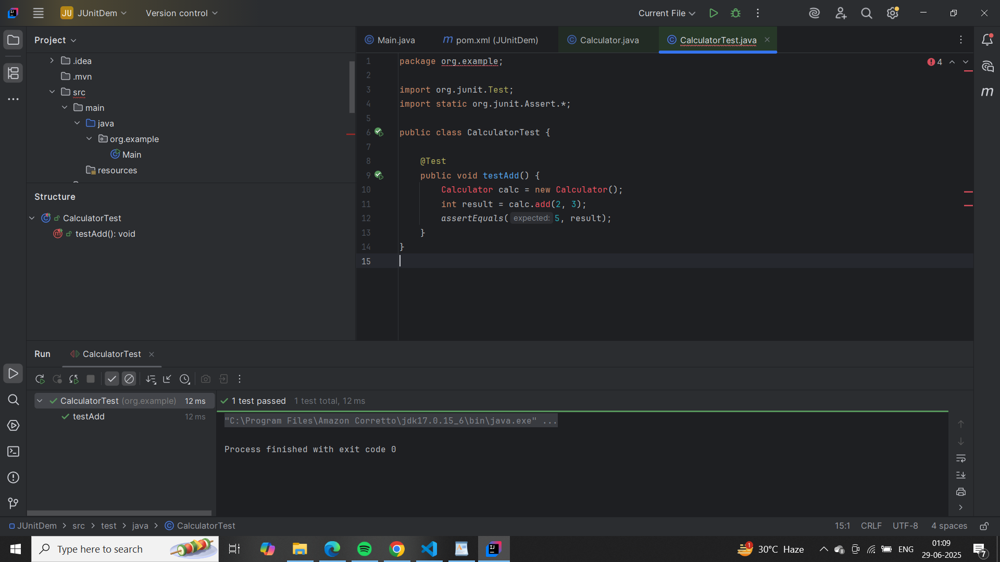 JU JUnitDem Version control Current File
Project
.idea
.mvn
src
main
java
org.example
Main
resources
Structure
CalculatorTest
testAdd(): void
Main.java
pom.xml (JUnitDem)
Calculator.java
CalculatorTest.java
4
1 package org.example;
2
3 import org.junit.Test;
4 import static org.junit.Assert.*;
5
6 public class CalculatorTest {
7
8 @Test
9 public void testAdd() {
10 Calculator calc = new Calculator();
11 int result = calc.add(2, 3);
12 assertEquals( expected: 5, result);
13 }
14 }
15
Run CalculatorTest
CalculatorTest (org.example) 12 ms
testAdd 12 ms
1 test passed 1 test total, 12 ms
"C:\Program Files\Amazon Corretto\jdk17.0.15_6\bin\java.exe" ...
Process finished with exit code 0
JUnitDem > src > test > java > CalculatorTest
15:1 CRLF UTF-8 4 spaces
Type here to search
1
30°C Haze
ENG
01:09
29-06-2025
7